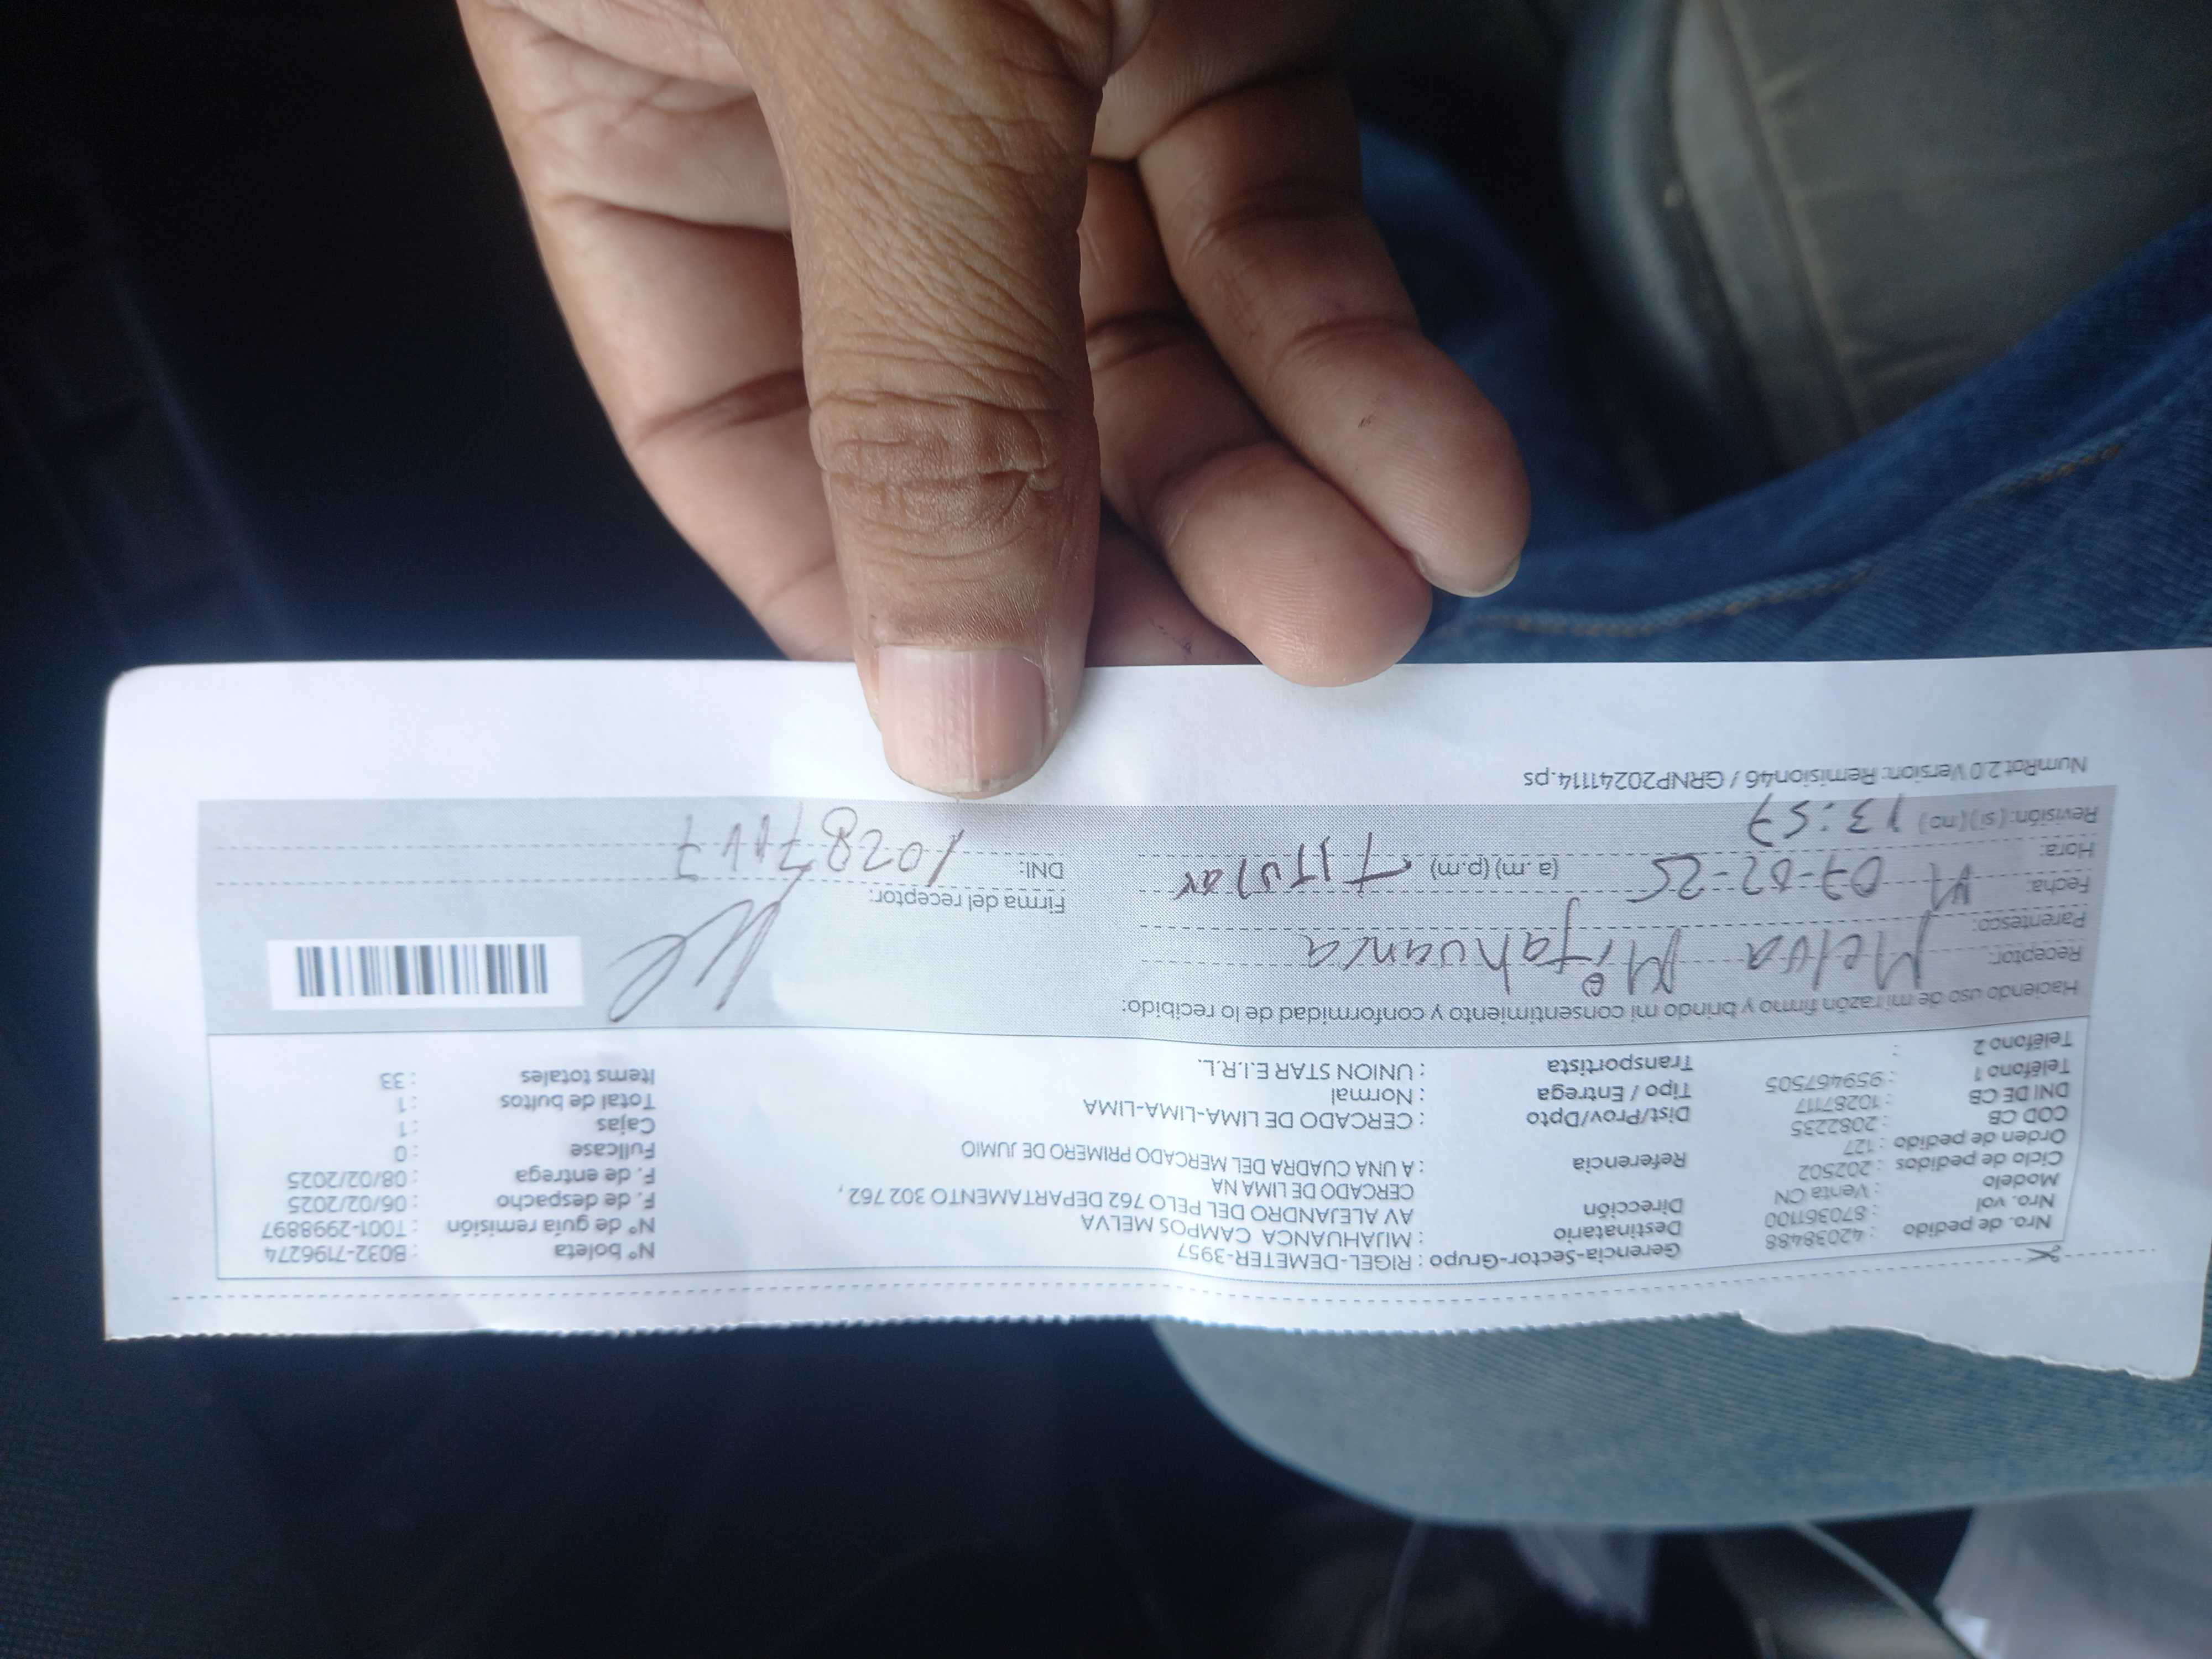 Nro. de pedido : 42038488
Nro. vol : 870361100
Modelo : Venta CN
Ciclo de pedidos : 202502
Orden de pedido : 127
COD CB : 2082235
DNI DE CB : 10287117
Teléfono 1 : 959467505
Teléfono 2 :
Gerencia-Sector-Grupo : RIGEL-DEMETER-3957
Destinatario : MIJAHUANCA CAMPOS MELVA
Dirección AV ALEJANDRO DEL PELO 762 DEPARTAMENTO 302 762 ,
CERCADO DE LIMA NA
Referencia : A UNA CUADRA DEL MERCADO PRIMERO DE JUMIO
Dist/Prov/Dpto : CERCADO DE LIMA-LIMA-LIMA
Tipo / Entrega : Normal
Transportista : UNION STAR E.I.R.L.
N° boleta : B032-7196274
N° de guía remisión : T001-2998897
F. de despacho : 06/02/2025
F. de entrega : 08/02/2025
Fullcase : 0
Cajas : 1
Total de bultos : 1
Items totales : 33
Haciendo uso de mi razón firmo y brindo mi consentimiento y conformidad de lo recibido:
Receptor: Melva Mijahuanca
Parentesco:
Fecha: 07-02-25
Hora: (a.m) (p.m) Titular
Revisión: (si) (no) 13:57
Firma del receptor:
DNI: 10287117
NumRot 2.0 Version: Remision46 / GRNP20241114.ps